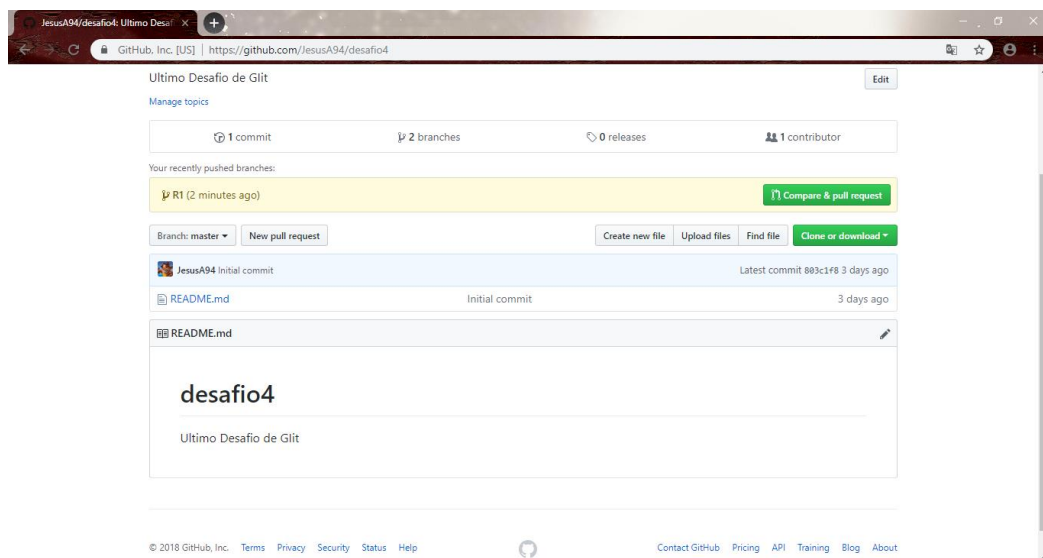 JesusA94/desafio4: Ultimo Desaf
GitHub, Inc. [US] | https://github.com/JesusA94/desafio4
Ultimo Desafio de GIit
Edit
Manage topics
1 commit 2 branches 0 releases 1 contributor
Your recently pushed branches:
R1 (2 minutes ago) Compare & pull request
Branch: master New pull request Create new file Upload files Find file Clone or download
JesusA94 Initial commit Latest commit 803c1f8 3 days ago
README.md Initial commit 3 days ago
README.md
desafio4
Ultimo Desafio de GIit
© 2018 GitHub, Inc. Terms Privacy Security Status Help Contact GitHub Pricing API Training Blog About